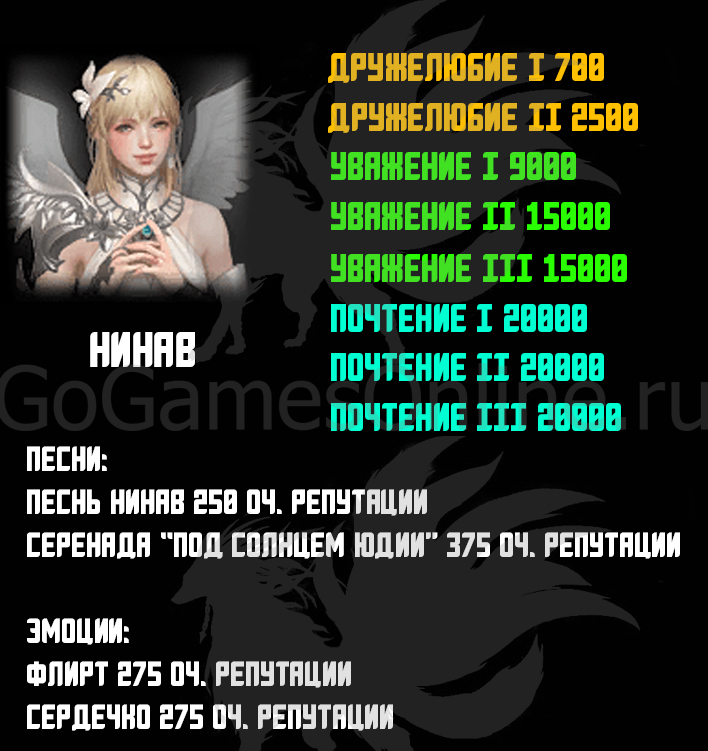 ДРУЖЕЛЮБИЕ I 700
ДРУЖЕЛЮБИЕ II 2500
УВАЖЕНИЕ I 9000
УВАЖЕНИЕ II 15000
УВАЖЕНИЕ III 15000
ПОЧТЕНИЕ I 20000
НИНАВ
ПОЧТЕНИЕ II 20000
GoGamesOnline.ru
ПОЧТЕНИЕ III 20000
ПЕСНИ:
ПЕСНЬ НИНАВ 250 ОЧ. РЕПУТАЦИИ
СЕРЕНАДА “ПОД СОЛНЦЕМ ЮДИИ” 375 ОЧ. РЕПУТАЦИИ
ЭМОЦИИ:
ФЛИРТ 275 ОЧ. РЕПУТАЦИИ
СЕРДЕЧКО 275 ОЧ. РЕПУТАЦИИ